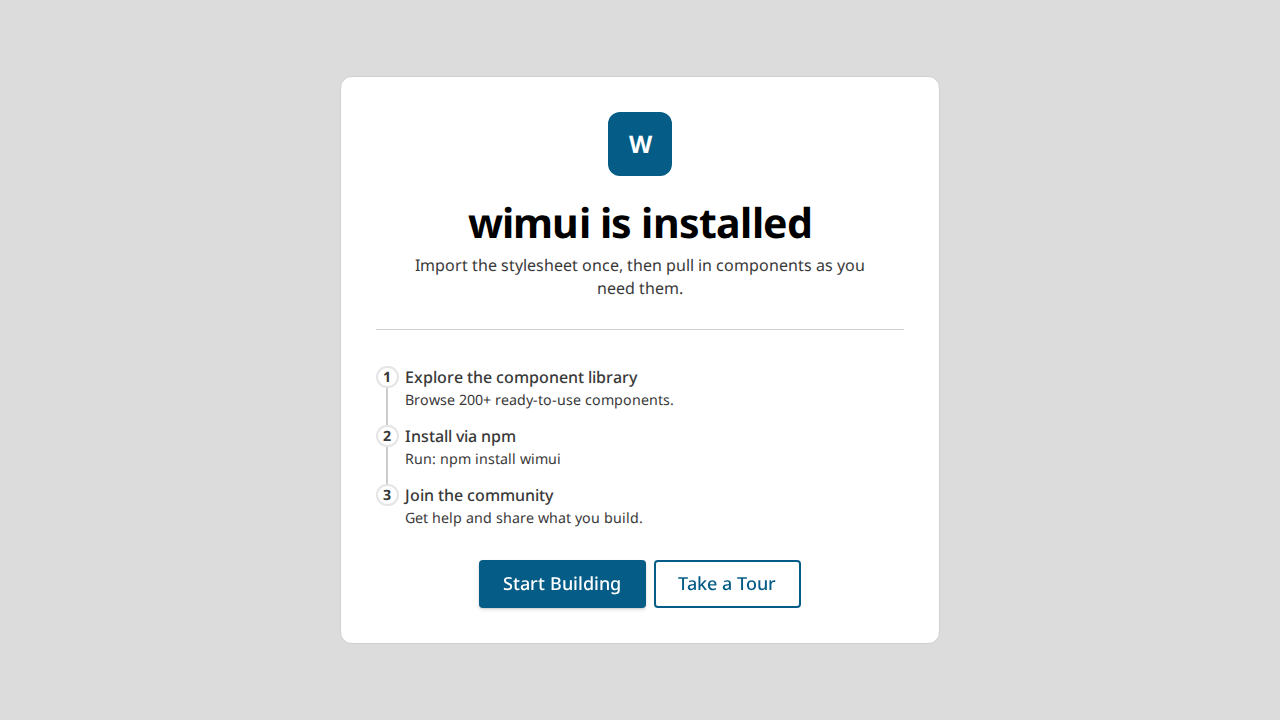 W
wimui is installed
Import the stylesheet once, then pull in components as you
need them.
1 Explore the component library
Browse 200+ ready-to-use components.
2 Install via npm
Run: npm install wimui
3 Join the community
Get help and share what you build.
Start Building Take a Tour